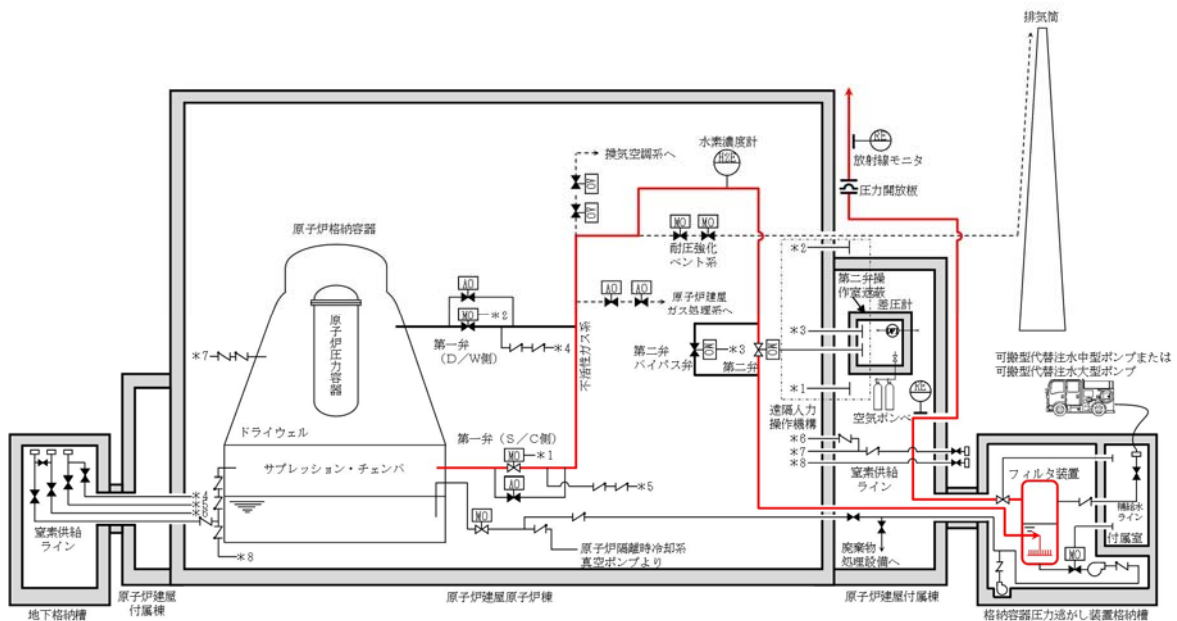 排気筒
水素濃度計
H2E
換気空調系へ
AO
AO
RE
放射線モニタ
圧力開放板
原子炉格納容器
MO
MO
耐圧強化
ベント系
＊2
第二弁操
作室遮蔽
差圧計
AO
MO
＊2
AO
AO
原子炉建屋
ガス処理系へ
原子炉圧力容器
＊7
第一弁
（D／W側）
＊4
不活性ガス系
＊3
MO
＊3
MO
第二弁
バイパス弁
第二弁
＊1
RE
空気ボンベ
遠隔人力
操作機構
可搬型代替注水中型ポンプまたは
可搬型代替注水大型ポンプ
ドライウェル
第一弁（S／C側）
MO
＊1
サプレッション・チェンバ
AO
＊5
＊6
＊7
＊8
窒素供給
ライン
フィルタ装置
補給水
ライン
付属室
MO
＊4
＊5
＊6
窒素供給
ライン
＊8
MO
原子炉隔離時冷却系
真空ポンプより
廃棄物
処理設備へ
地下格納槽
原子炉建屋
付属棟
原子炉建屋原子炉棟
原子炉建屋付属棟
格納容器圧力逃がし装置格納槽